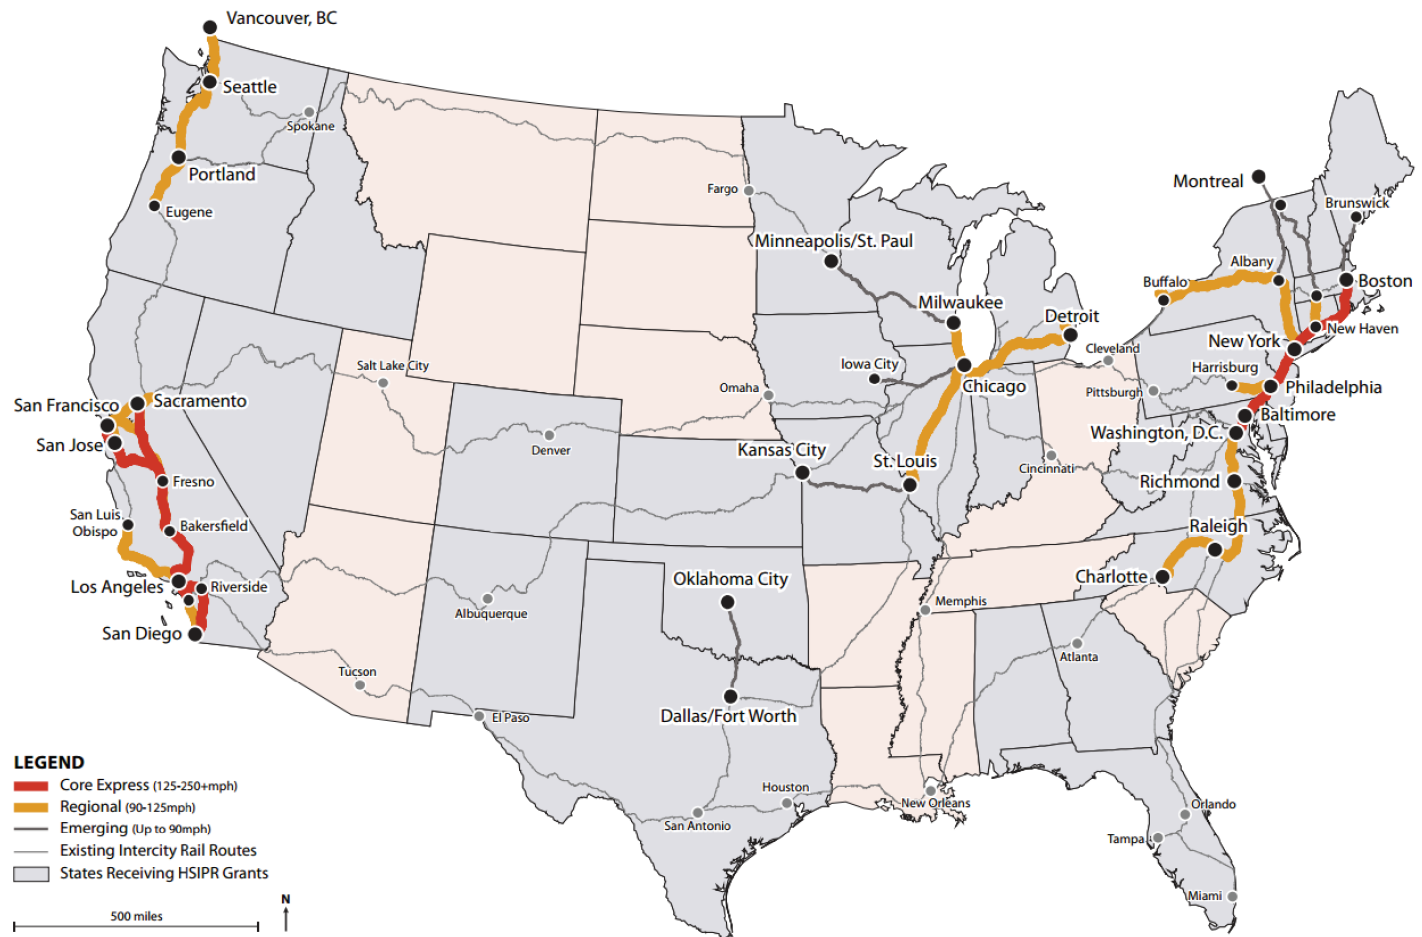 Vancouver, BC
Seattle
Spokane
Portland
Eugene
Fargo
Minneapolis/St. Paul
Milwaukee
Detroit
Montreal
Brunswick
Albany
Buffalo
Boston
New Haven
New York
Cleveland
Harrisburg
Pittsburgh
Philadelphia
Baltimore
Washington, D.C.
Richmond
Raleigh
Charlotte
Chicago
Iowa City
Omaha
Salt Lake City
Denver
Kansas City
St. Louis
Cincinnati
San Francisco
Sacramento
San Jose
Fresno
San Luis
Obispo
Bakersfield
Los Angeles
Riverside
San Diego
Albuquerque
Oklahoma City
Memphis
Atlanta
Tucson
El Paso
Dallas/Fort Worth
Houston
San Antonio
New Orleans
Orlando
Tampa
Miami
LEGEND
Core Express (125-250+mph)
Regional (90-125mph)
Emerging (Up to 90mph)
Existing Intercity Rail Routes
States Receiving HSIPR Grants
500 miles
N